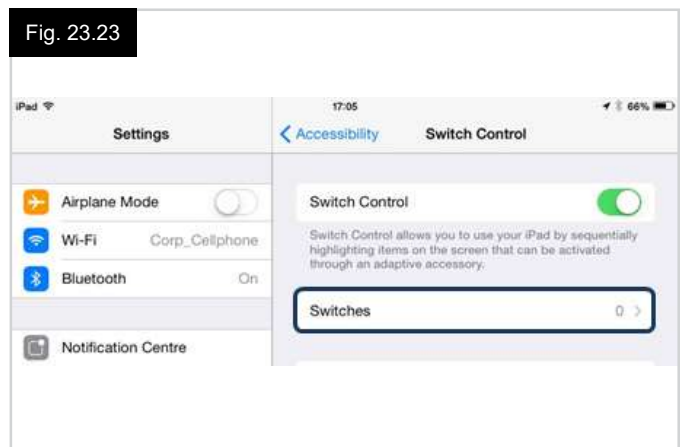 Fig. 23.23
iPad 17:05 66%
Settings
Accessibility Switch Control
Airplane Mode
Wi-Fi Corp_Cellphone
Bluetooth On
Notification Centre
Switch Control
Switch Control allows you to use your iPad by sequentially
highlighting items on the screen that can be activated
through an adaptive accessory.
Switches 0